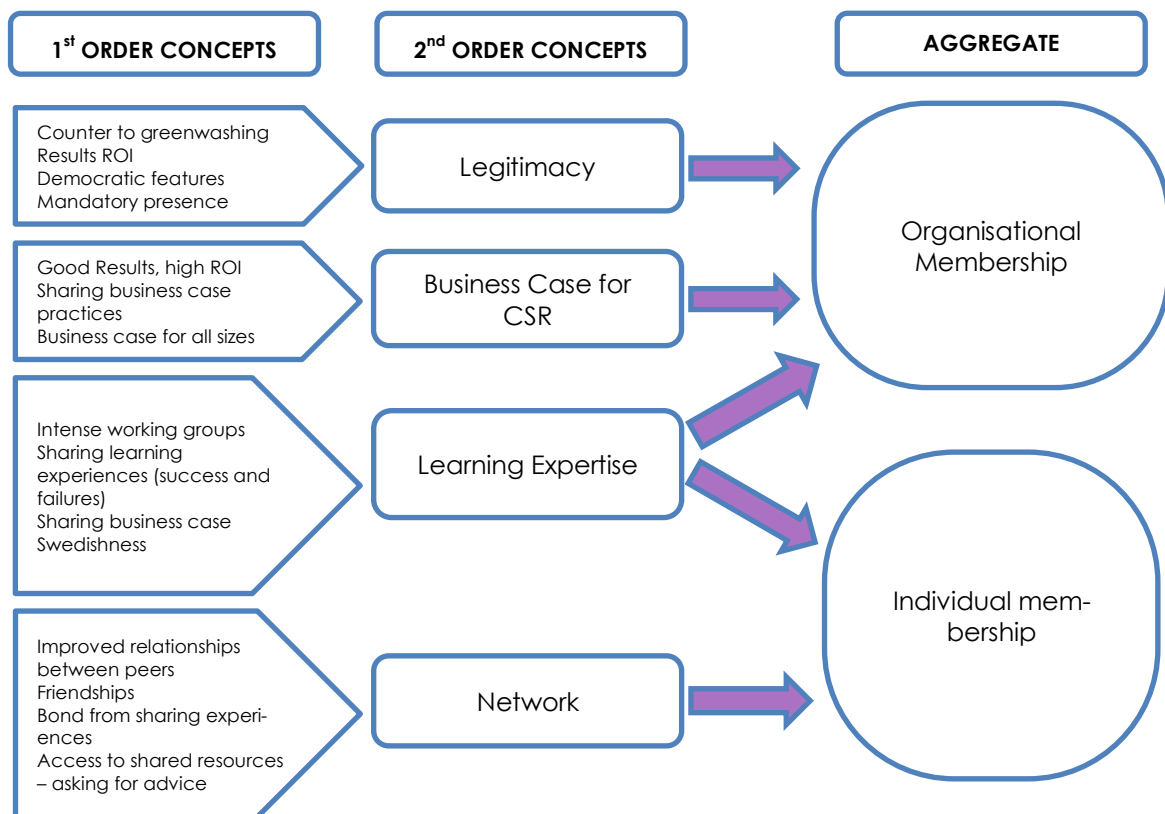 1st ORDER CONCEPTS
2nd ORDER CONCEPTS
AGGREGATE
Counter to greenwashing
Results ROI
Democratic features
Mandatory presence
Legitimacy
Organisational
Membership
Good Results, high ROI
Sharing business case
practices
Business case for all sizes
Business Case for
CSR
Intense working groups
Sharing learning
experiences (success and
failures)
Sharing business case
Swedishness
Learning Expertise
Individual mem-
bership
Improved relationships
between peers
Friendships
Bond from sharing experi-
ences
Access to shared resources
– asking for advice
Network